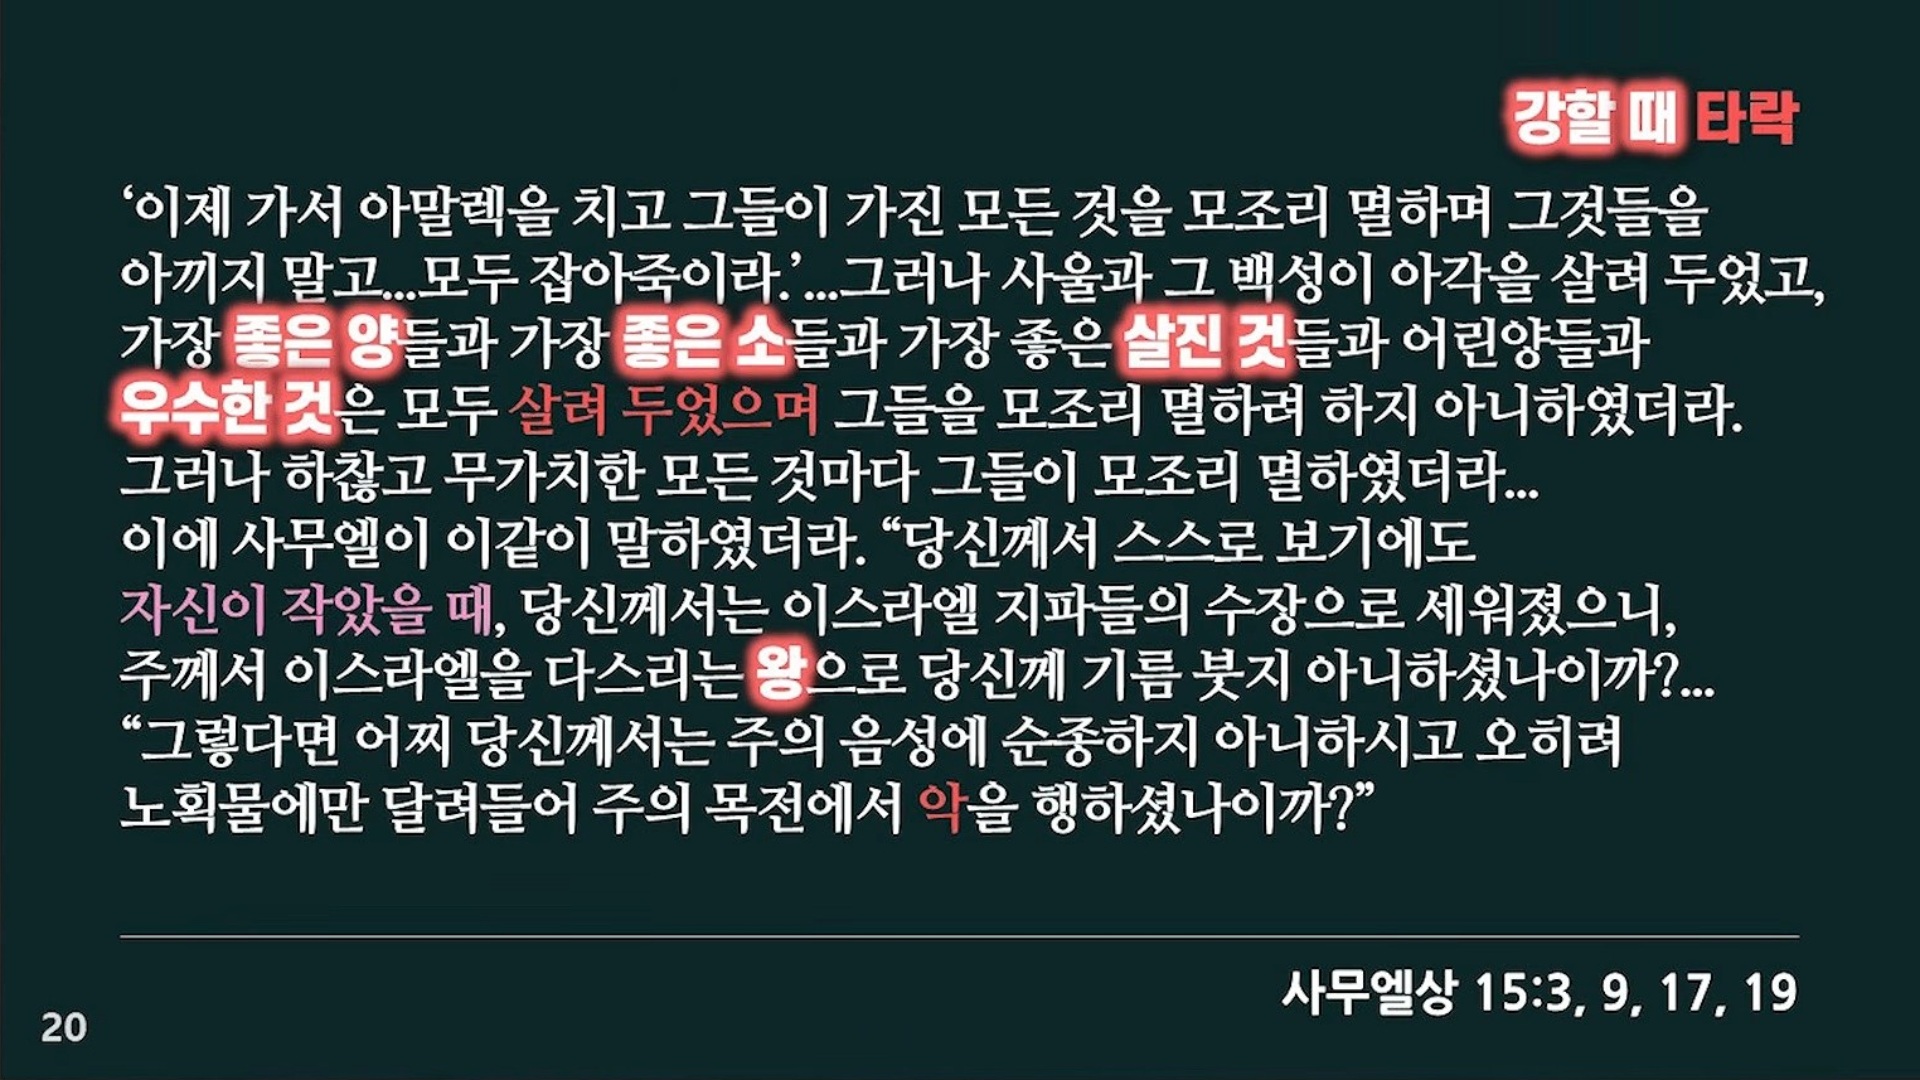 강할 때 타락
‘이제 가서 아말렉을 치고 그들이 가진 모든 것을 모조리 멸하며 그것들을
아끼지 말고...모두 잡아죽이라.’...그러나 사울과 그 백성이 아각을 살려 두었고,
가장 좋은 양들과 가장 좋은 소들과 가장 좋은 살진 것들과 어린양들과
우수한 것은 모두 살려 두었으며 그들을 모조리 멸하려 하지 아니하였더라.
그러나 하찮고 무가치한 모든 것마다 그들이 모조리 멸하였더라...
이에 사무엘이 이같이 말하였더라. “당신께서 스스로 보기에도
자신이 작았을 때, 당신께서는 이스라엘 지파들의 수장으로 세워졌으니,
주께서 이스라엘을 다스리는 왕으로 당신께 기름 붓지 아니하셨나이까?...
“그렇다면 어찌 당신께서는 주의 음성에 순종하지 아니하시고 오히려
노획물에만 달려들어 주의 목전에서 악을 행하셨나이까?”
사무엘상 15:3, 9, 17, 19
20